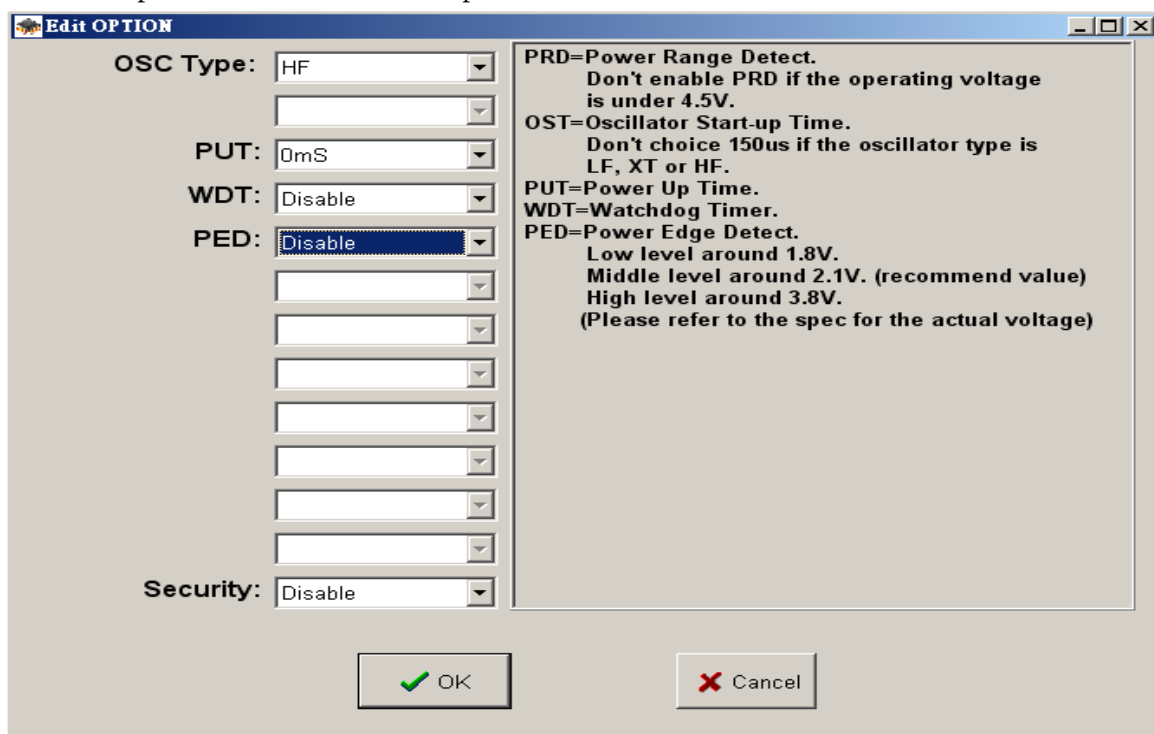 Edit OPTION
OSC Type: HF
PUT: 0mS
WDT: Disable
PED: Disable
Security: Disable
PRD=Power Range Detect.
Don't enable PRD if the operating voltage
is under 4.5V.
OST=Oscillator Start-up Time.
Don't choice 150us if the oscillator type is
LF, XT or HF.
PUT=Power Up Time.
WDT=Watchdog Timer.
PED=Power Edge Detect.
Low level around 1.8V.
Middle level around 2.1V. (recommend value)
High level around 3.8V.
(Please refer to the spec for the actual voltage)
OK
Cancel